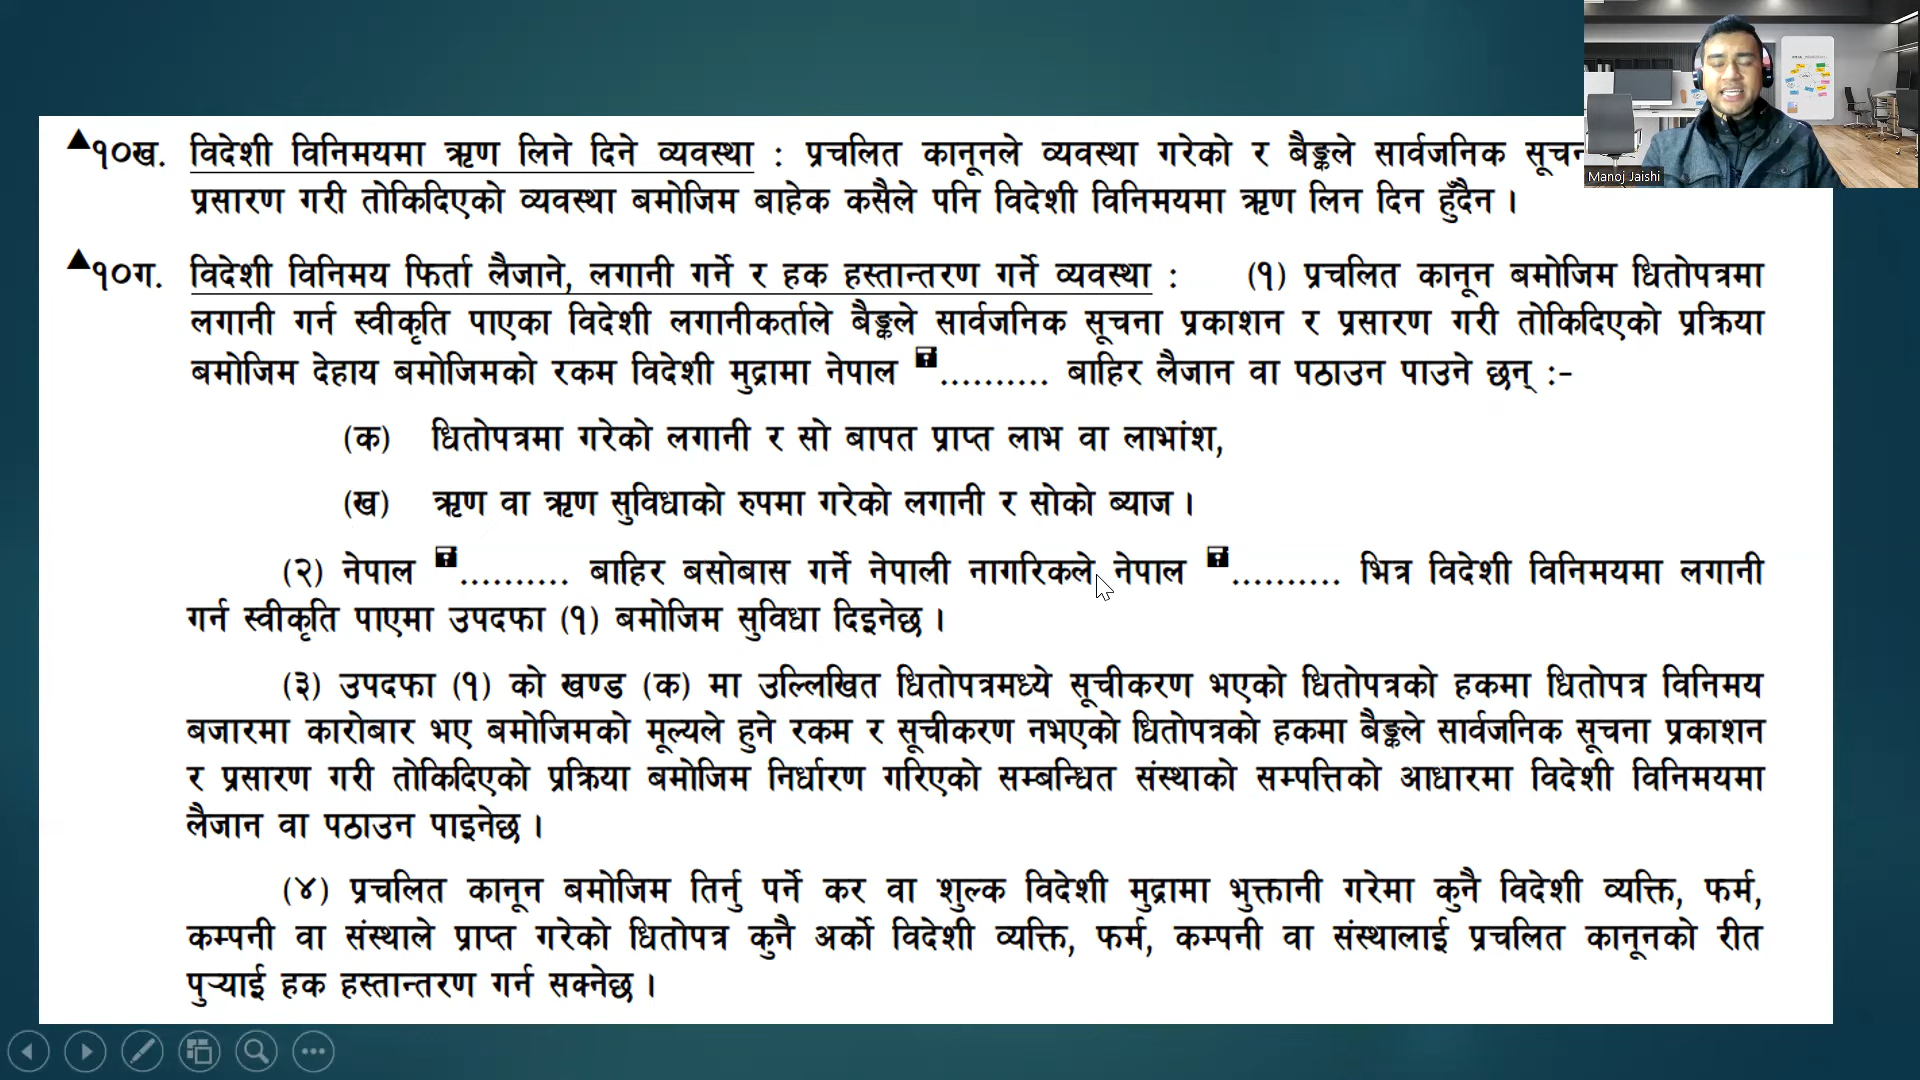 ▲१०ख. विदेशी विनिमयमा ऋण लिने दिने व्यवस्था : प्रचलित कानूनले व्यवस्था गरेको र बैङ्कले सार्वजनिक
प्रसारण गरी तोकिदिएको व्यवस्था बमोजिम बाहेक कसैले पनि विदेशी विनिमयमा ऋण लिन दिन हुँदैन ।
▲१०ग. विदेशी विनिमय फिर्ता लैजाने, लगानी गर्ने र हक हस्तान्तरण गर्ने व्यवस्था : (१) प्रचलित कानून बमोजिम धितोपत्रमा
लगानी गर्न स्वीकृति पाएका विदेशी लगानीकर्ताले बैङ्कले सार्वजनिक सूचना प्रकाशन र प्रसारण गरी तोकिदिएको प्रक्रिया
बमोजिम देहाय बमोजिमको रकम विदेशी मुद्रामा नेपाल .......... बाहिर लैजान वा पठाउन पाउने छन् :-
(क) धितोपत्रमा गरेको लगानी र सो बापत प्राप्त लाभ वा लाभांश,
(ख) ऋण वा ऋण सुविधाको रुपमा गरेको लगानी र सोको ब्याज ।
(२) नेपाल .......... बाहिर बसोबास गर्ने नेपाली नागरिकले नेपाल .......... भित्र विदेशी विनिमयमा लगानी
गर्न स्वीकृति पाएमा उपदफा (१) बमोजिम सुविधा दिइनेछ ।
(३) उपदफा (१) को खण्ड (क) मा उल्लिखित धितोपत्रमध्ये सूचीकरण भएको धितोपत्रको हकमा धितोपत्र विनिमय
बजारमा कारोबार भए बमोजिमको मूल्यले हुने रकम र सूचीकरण नभएको धितोपत्रको हकमा बैङ्कले सार्वजनिक सूचना प्रकाशन
र प्रसारण गरी तोकिदिएको प्रक्रिया बमोजिम निर्धारण गरिएको सम्बन्धित संस्थाको सम्पत्तिको आधारमा विदेशी विनिमयमा
लैजान वा पठाउन पाइनेछ ।
(४) प्रचलित कानून बमोजिम तिर्नु पर्ने कर वा शुल्क विदेशी मुद्रामा भुक्तानी गरेमा कुनै विदेशी व्यक्ति, फर्म,
कम्पनी वा संस्थाले प्राप्त गरेको धितोपत्र कुनै अर्को विदेशी व्यक्ति, फर्म, कम्पनी वा संस्थालाई प्रचलित कानूनको रीत
पुऱ्याई हक हस्तान्तरण गर्न सक्नेछ ।
Manoj Jaishi